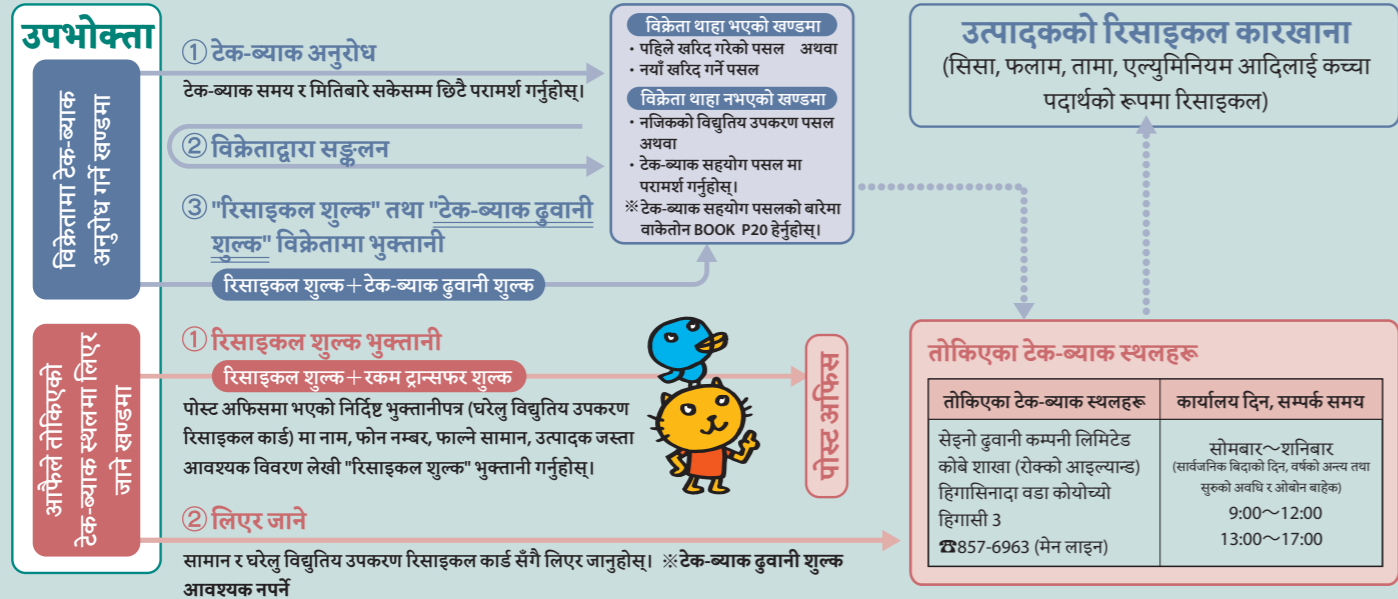 उपभोक्ता
विक्रेतामा टेक-ब्याक
अनुरोध गर्ने खण्डमा
① टेक-ब्याक अनुरोध
टेक-ब्याक समय र मितिबारे सकेसम्म छिटै परामर्श गर्नुहोस्।
② विक्रेताद्वारा सङ्कलन
③ "रिसाइकल शुल्क" तथा "टेक-ब्याक ढुवानी
शुल्क" विक्रेतामा भुक्तानी
रिसाइकल शुल्क＋टेक-ब्याक ढुवानी शुल्क
विक्रेता थाहा भएको खण्डमा
・पहिले खरिद गरेको पसल अथवा
・नयाँ खरिद गर्ने पसल
विक्रेता थाहा नभएको खण्डमा
・नजिकको विद्युतिय उपकरण पसल
अथवा
・टेक-ब्याक सहयोग पसल मा
परामर्श गर्नुहोस्।
※टेक-ब्याक सहयोग पसलको बारेमा
वाकेतोन BOOK P20 हेर्नुहोस्।
उत्पादकको रिसाइकल कारखाना
(सिसा, फलाम, तामा, एल्युमिनियम आदिलाई कच्चा
पदार्थको रूपमा रिसाइकल)
आफैले तोकिएको
टेक-ब्याक स्थलमा लिएर
जाने खण्डमा
① रिसाइकल शुल्क भुक्तानी
रिसाइकल शुल्क＋रकम ट्रान्सफर शुल्क
पोस्ट अफिसमा भएको निर्दिष्ट भुक्तानीपत्र (घरेलु विद्युतिय उपकरण
रिसाइकल कार्ड) मा नाम, फोन नम्बर, फाल्ने सामान, उत्पादक जस्ता
आवश्यक विवरण लेखी "रिसाइकल शुल्क" भुक्तानी गर्नुहोस्।
पोस्ट अफिस
② लिएर जाने
सामान र घरेलु विद्युतिय उपकरण रिसाइकल कार्ड सँगै लिएर जानुहोस्। ※टेक-ब्याक ढुवानी शुल्क
आवश्यक नपर्ने
तोकिएका टेक-ब्याक स्थलहरू
तोकिएका टेक-ब्याक स्थलहरू
सेइनो ढुवानी कम्पनी लिमिटेड
कोबे शाखा (रोक्को आइल्यान्ड)
हिगासिनादा वडा कोयोच्यो
हिगासी 3
☎857-6963 (मेन लाइन)
कार्यालय दिन, सम्पर्क समय
सोमबार～शनिबार
(सार्वजनिक बिदाको दिन, वर्षको अन्त्य तथा
सुरुको अवधि र ओबोन बाहेक)
9:00～12:00
13:00～17:00